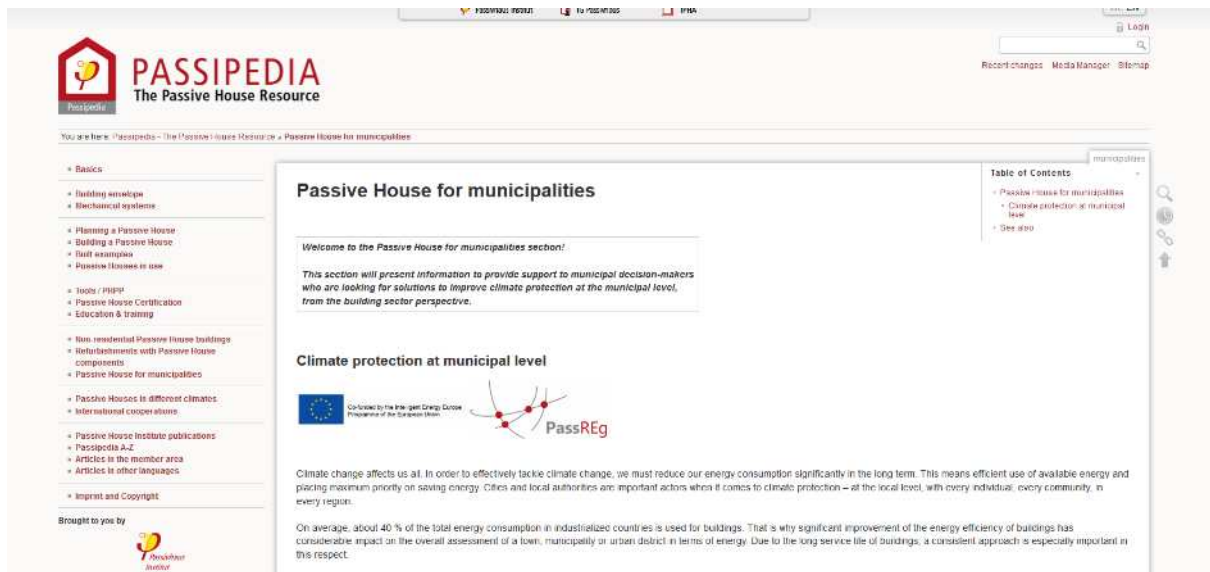 Passivhaus Institut iPHA
Login
Recent changes Media Manager Sitemap
Passipedia
PASSIPEDIA
The Passive House Resource
You are here: Passipedia - The Passive House Resource » Passive House for municipalities
municipalities
Basics
Building envelope
Mechanical systems
Planning a Passive House
Building a Passive House
Built examples
Passive Houses in use
Tools / PHPP
Passive House Certification
Education & training
Non-residential Passive House buildings
Refurbishments with Passive House
components
Passive House for municipalities
Passive Houses in different climates
International cooperations
Passive House Institute publications
Passipedia A-Z
Articles in the member area
Articles in other languages
Imprint and Copyright
Brought to you by
Passivhaus
Institut
Passive House for municipalities
Welcome to the Passive House for municipalities section!
This section will present information to provide support to municipal decision-makers
who are looking for solutions to improve climate protection at the municipal level,
from the building sector perspective.
Table of Contents
Passive House for municipalities
Climate protection at municipal
level
See also
Climate protection at municipal level
Co-funded by the Intelligent Energy Europe
Programme of the European Union
PassREg
Climate change affects us all. In order to effectively tackle climate change, we must reduce our energy consumption significantly in the long term. This means efficient use of available energy and
placing maximum priority on saving energy. Cities and local authorities are important actors when it comes to climate protection – at the local level, with every individual, every community, in
every region.
On average, about 40 % of the total energy consumption in industrialized countries is used for buildings. That is why significant improvement of the energy efficiency of buildings has
considerable impact on the overall assessment of a town, municipality or urban district in terms of energy. Due to the long service life of buildings, a consistent approach is especially important in
this respect.